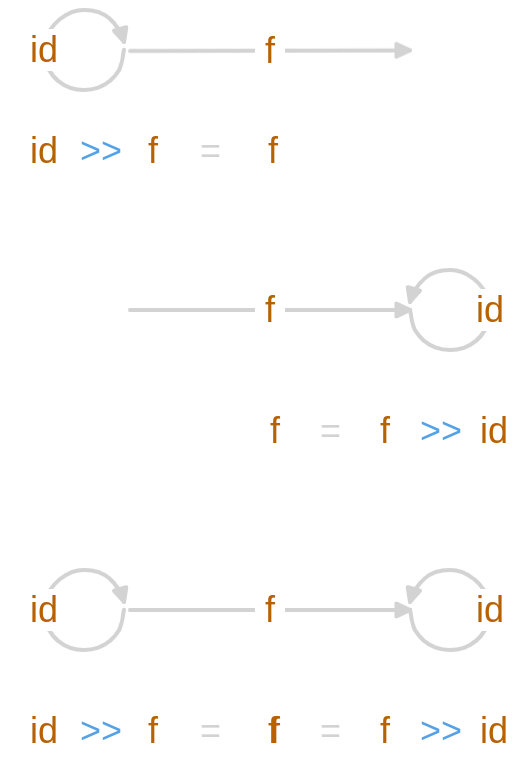 id f
id >> f = f
f id
f = f >> id
id f id
id >> f = f = f >> id